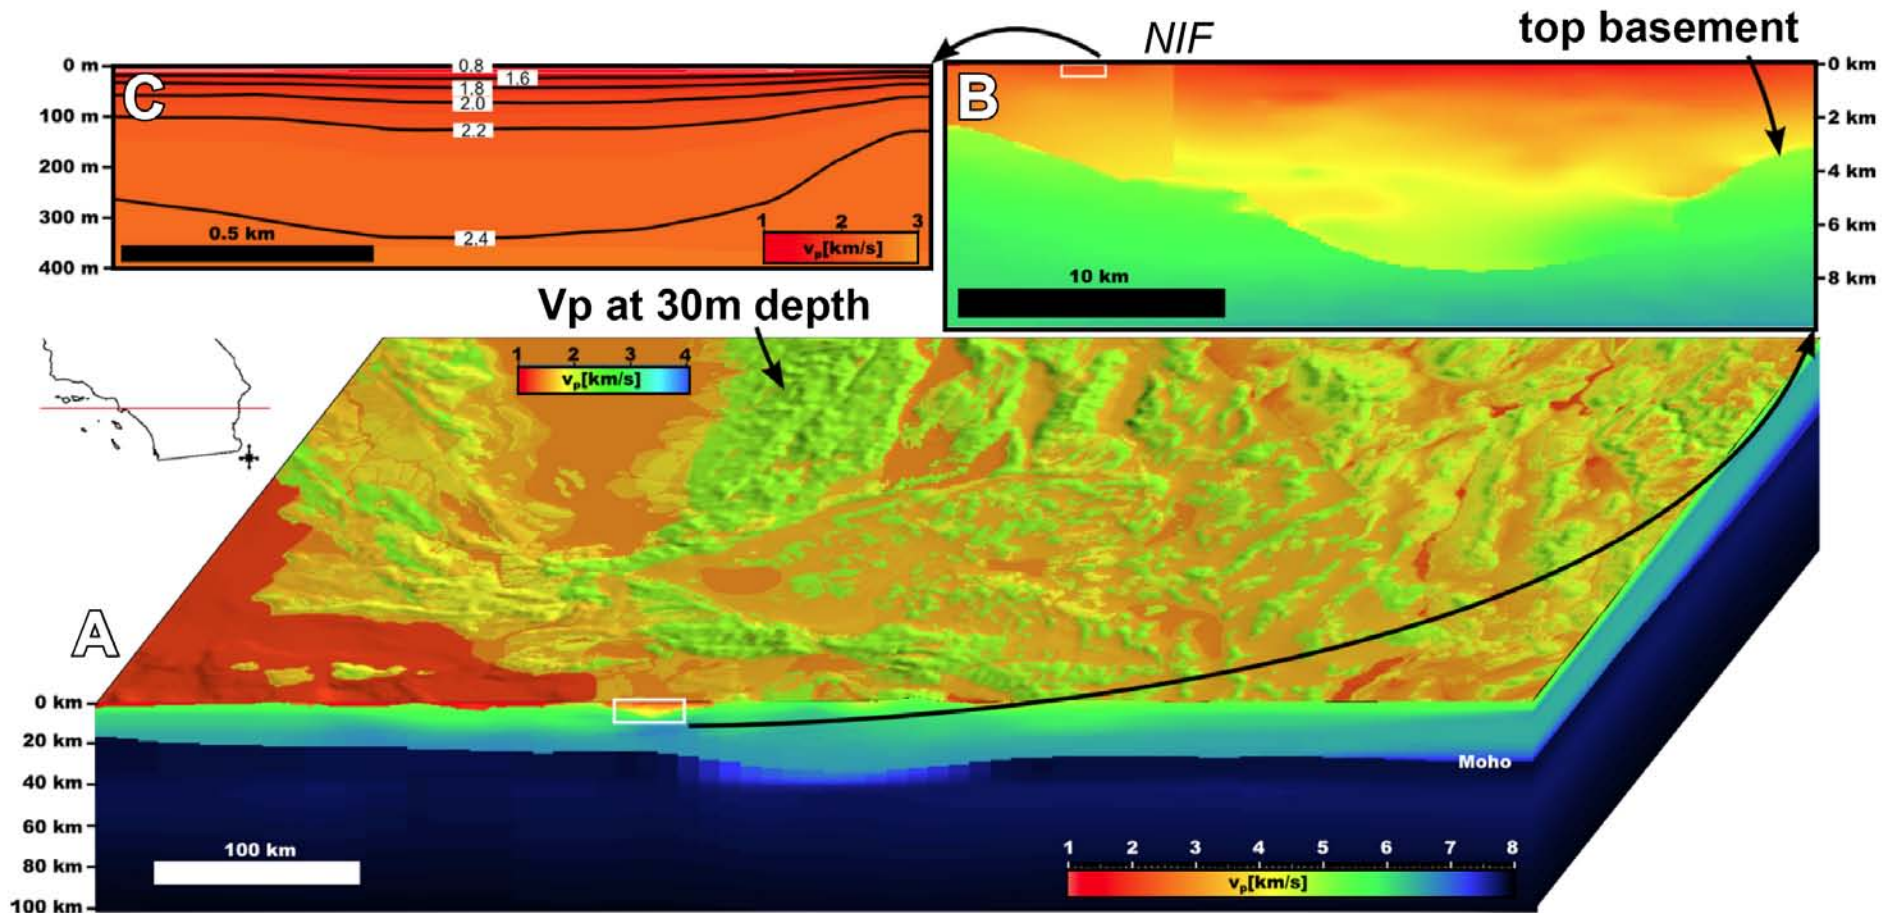 NIF
top basement
0 m
100 m
200 m
300 m
400 m
C
0.8
1.6
1.8
2.0
2.2
2.4
0.5 km
1 2 3
vp[km/s]
B
0 km
2 km
4 km
6 km
8 km
10 km
Vp at 30m depth
1 2 3 4
vp[km/s]
A
0 km
20 km
40 km
60 km
80 km
100 km
Moho
100 km
1 2 3 4 5 6 7 8
vp[km/s]